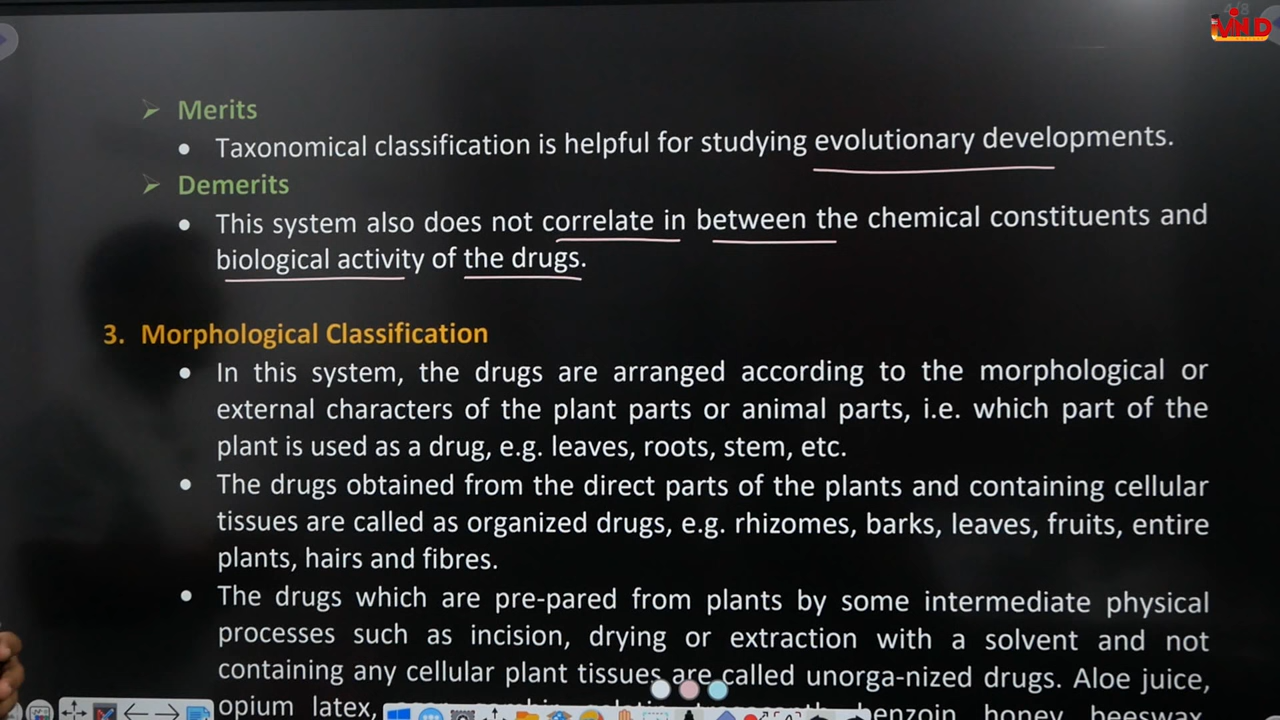 4/8
MD
Merits
Taxonomical classification is helpful for studying evolutionary developments.
Demerits
This system also does not correlate in between the chemical constituents and
biological activity of the drugs.
3. Morphological Classification
In this system, the drugs are arranged according to the morphological or
external characters of the plant parts or animal parts, i.e. which part of the
plant is used as a drug, e.g. leaves, roots, stem, etc.
The drugs obtained from the direct parts of the plants and containing cellular
tissues are called as organized drugs, e.g. rhizomes, barks, leaves, fruits, entire
plants, hairs and fibres.
The drugs which are pre-pared from plants by some intermediate physical
processes such as incision, drying or extraction with a solvent and not
containing any cellular plant tissues are called unorga-nized drugs. Aloe juice,
opium latex, benzoin, honey, beeswax,